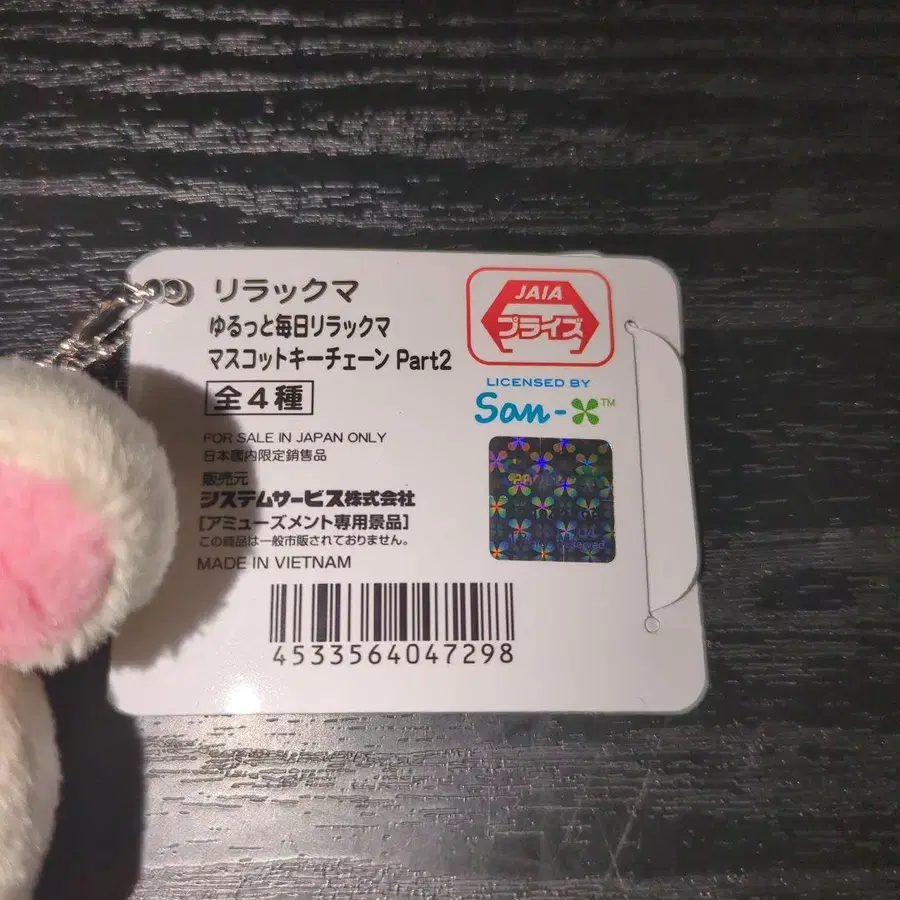 リラックマ
ゆるっと毎日リラックマ
マスコットキーチェーン Part2
全4種
FOR SALE IN JAPAN ONLY
日本國内限定銷售品
販売元
システムサービス株式会社
[アミューズメント専用景品]
この商品は一般市販されておりません。
MADE IN VIETNAM
4533564047298
JAIA
プライズ
LICENSED BY
San-X™